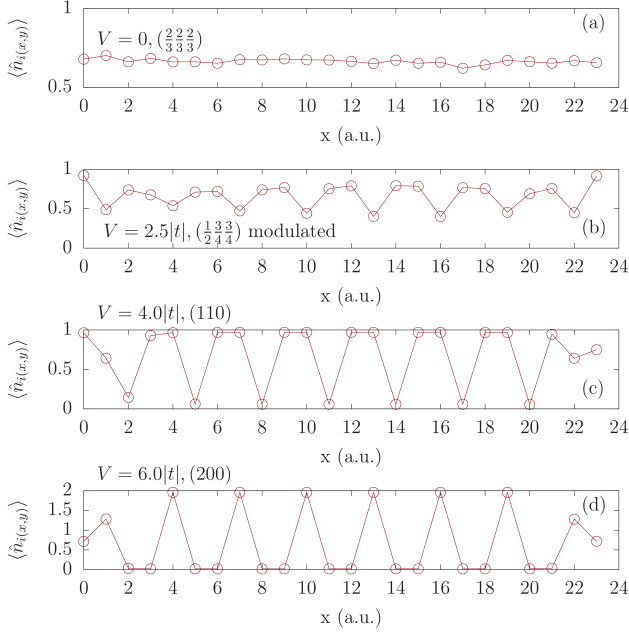 1
0.5
⟨n̂_{i(x,y)}⟩
V = 0, (2/3 2/3 2/3)
(a)
0 2 4 6 8 10 12 14 16 18 20 22 24
x (a.u.)
1
0.5
0
⟨n̂_{i(x,y)}⟩
V = 2.5|t|, (1/2 3/4 3/4) modulated
(b)
0 2 4 6 8 10 12 14 16 18 20 22 24
x (a.u.)
V = 4.0|t|, (110)
1
0.5
0
⟨n̂_{i(x,y)}⟩
(c)
0 2 4 6 8 10 12 14 16 18 20 22 24
x (a.u.)
V = 6.0|t|, (200)
2
1.5
1
0.5
0
⟨n̂_{i(x,y)}⟩
(d)
0 2 4 6 8 10 12 14 16 18 20 22 24
x (a.u.)